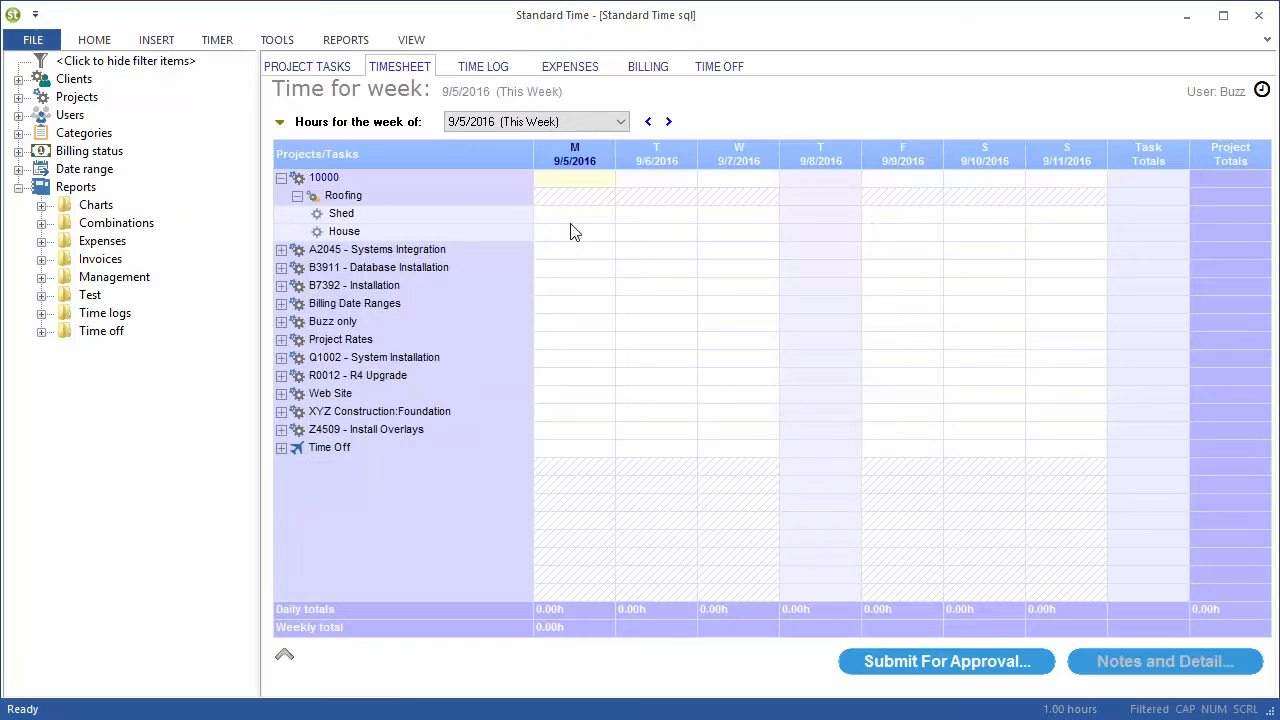 st
Standard Time - [Standard Time sql]
FILE HOME INSERT TIMER TOOLS REPORTS VIEW
<Click to hide filter items>
Clients
Projects
Users
Categories
Billing status
Date range
Reports
Charts
Combinations
Expenses
Invoices
Management
Test
Time logs
Time off
PROJECT TASKS TIMESHEET TIME LOG EXPENSES BILLING TIME OFF
Time for week: 9/5/2016 (This Week) User: Buzz
Hours for the week of: 9/5/2016 (This Week) < >
Projects/Tasks M 9/5/2016 T 9/6/2016 W 9/7/2016 T 9/8/2016 F 9/9/2016 S 9/10/2016 S 9/11/2016 Task Totals Project Totals
10000
Roofing
Shed
House
A2045 - Systems Integration
B3911 - Database Installation
B7392 - Installation
Billing Date Ranges
Buzz only
Project Rates
Q1002 - System Installation
R0012 - R4 Upgrade
Web Site
XYZ Construction:Foundation
Z4509 - Install Overlays
Time Off
Daily totals 0.00h 0.00h 0.00h 0.00h 0.00h 0.00h 0.00h 0.00h
Weekly total 0.00h
Submit For Approval... Notes and Detail...
Ready 1.00 hours Filtered CAP NUM SCRL